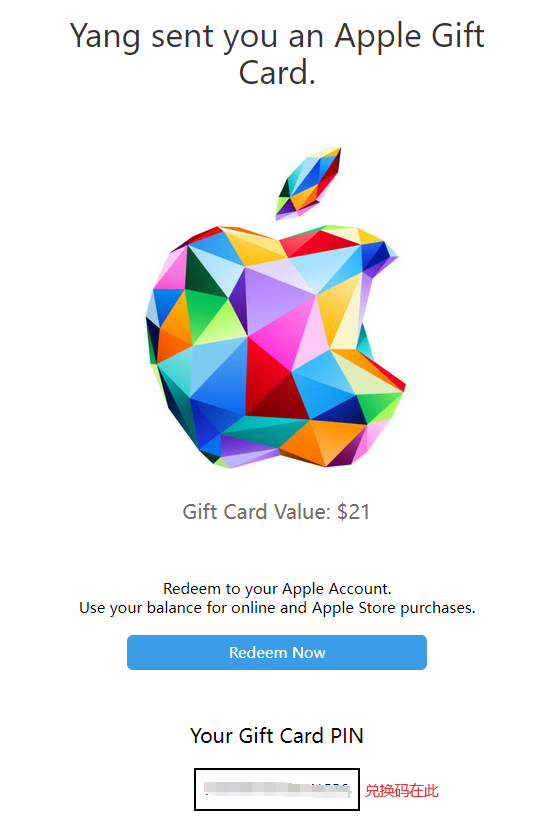 Yang sent you an Apple Gift
Card.
Gift Card Value: $21
Redeem to your Apple Account.
Use your balance for online and Apple Store purchases.
Redeem Now
Your Gift Card PIN
兑换码在此